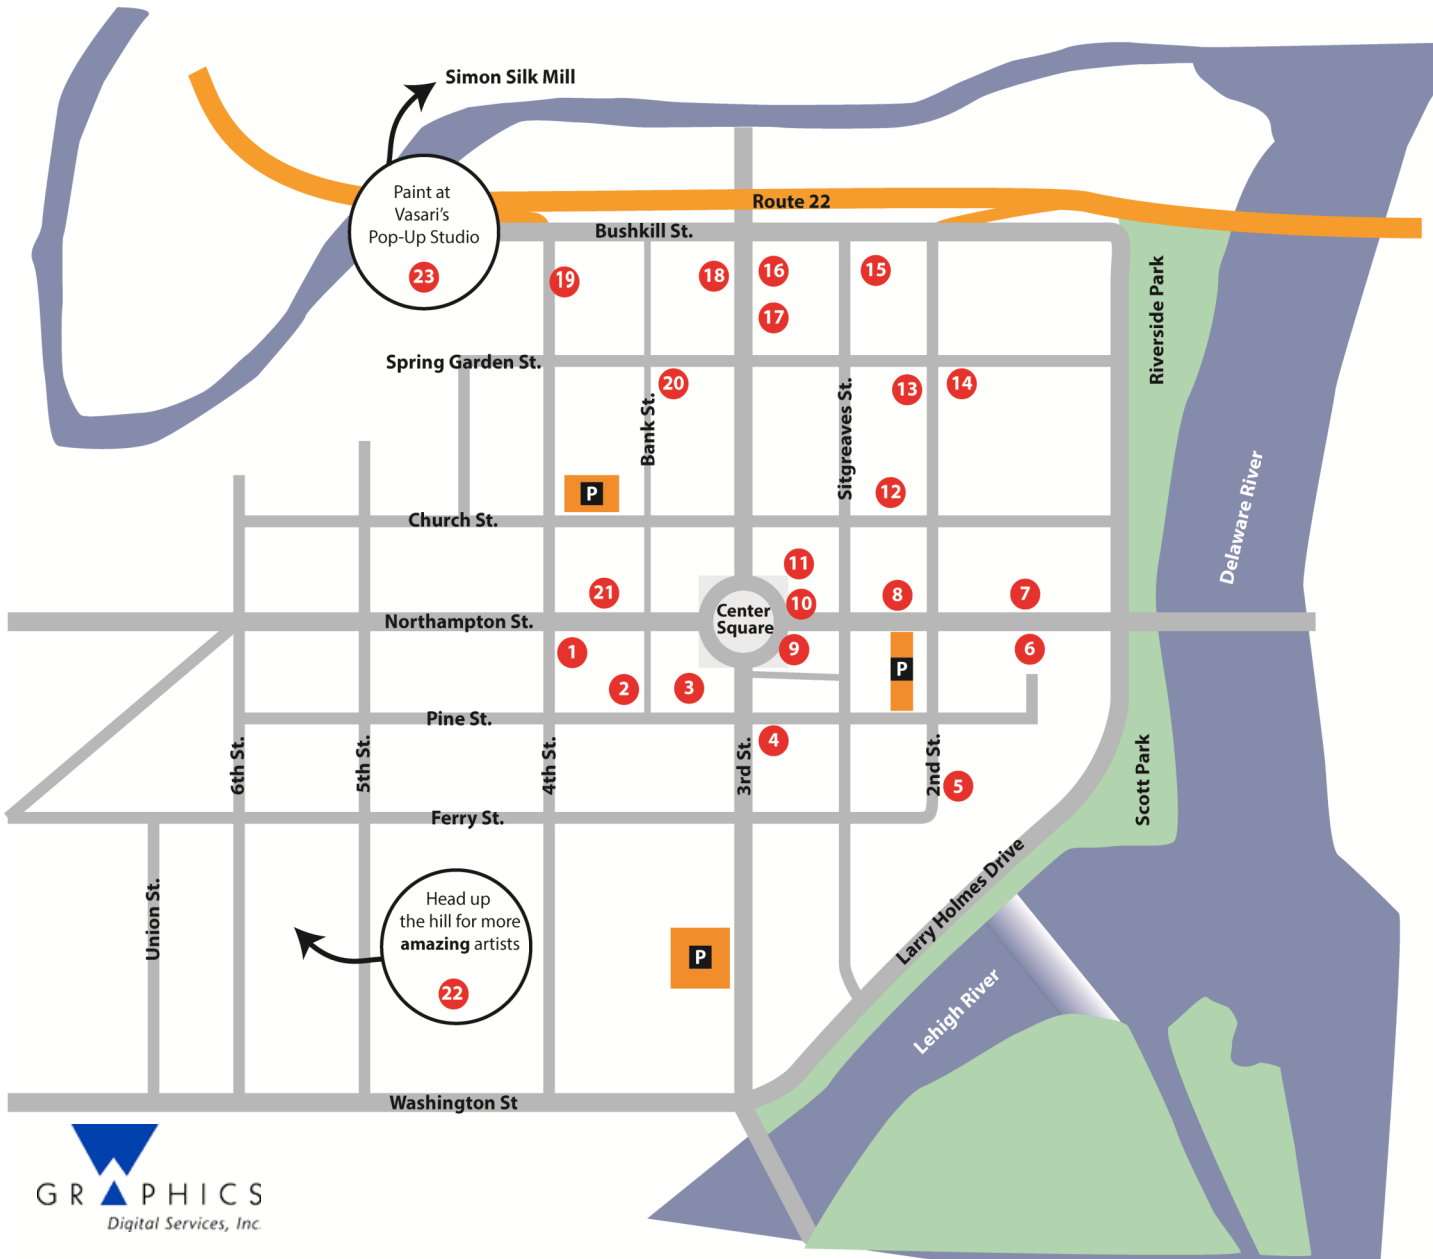 Simon Silk Mill
Paint at
Vasari's
Pop-Up Studio
23
Route 22
Bushkill St.
19
18
16
15
17
Riverside Park
Spring Garden St.
20
13
14
Bank St.
Sitgreaves St.
P
12
Church St.
Delaware River
11
21
10
8
7
Northampton St.
Center
Square
1
9
P
6
2
3
Pine St.
4
6th St.
5th St.
4th St.
3rd St.
2nd St.
5
Scott Park
Ferry St.
Union St.
Head up
the hill for more
amazing artists
22
P
Larry Holmes Drive
Lehigh River
Washington St
GRAPHICS
Digital Services, Inc.